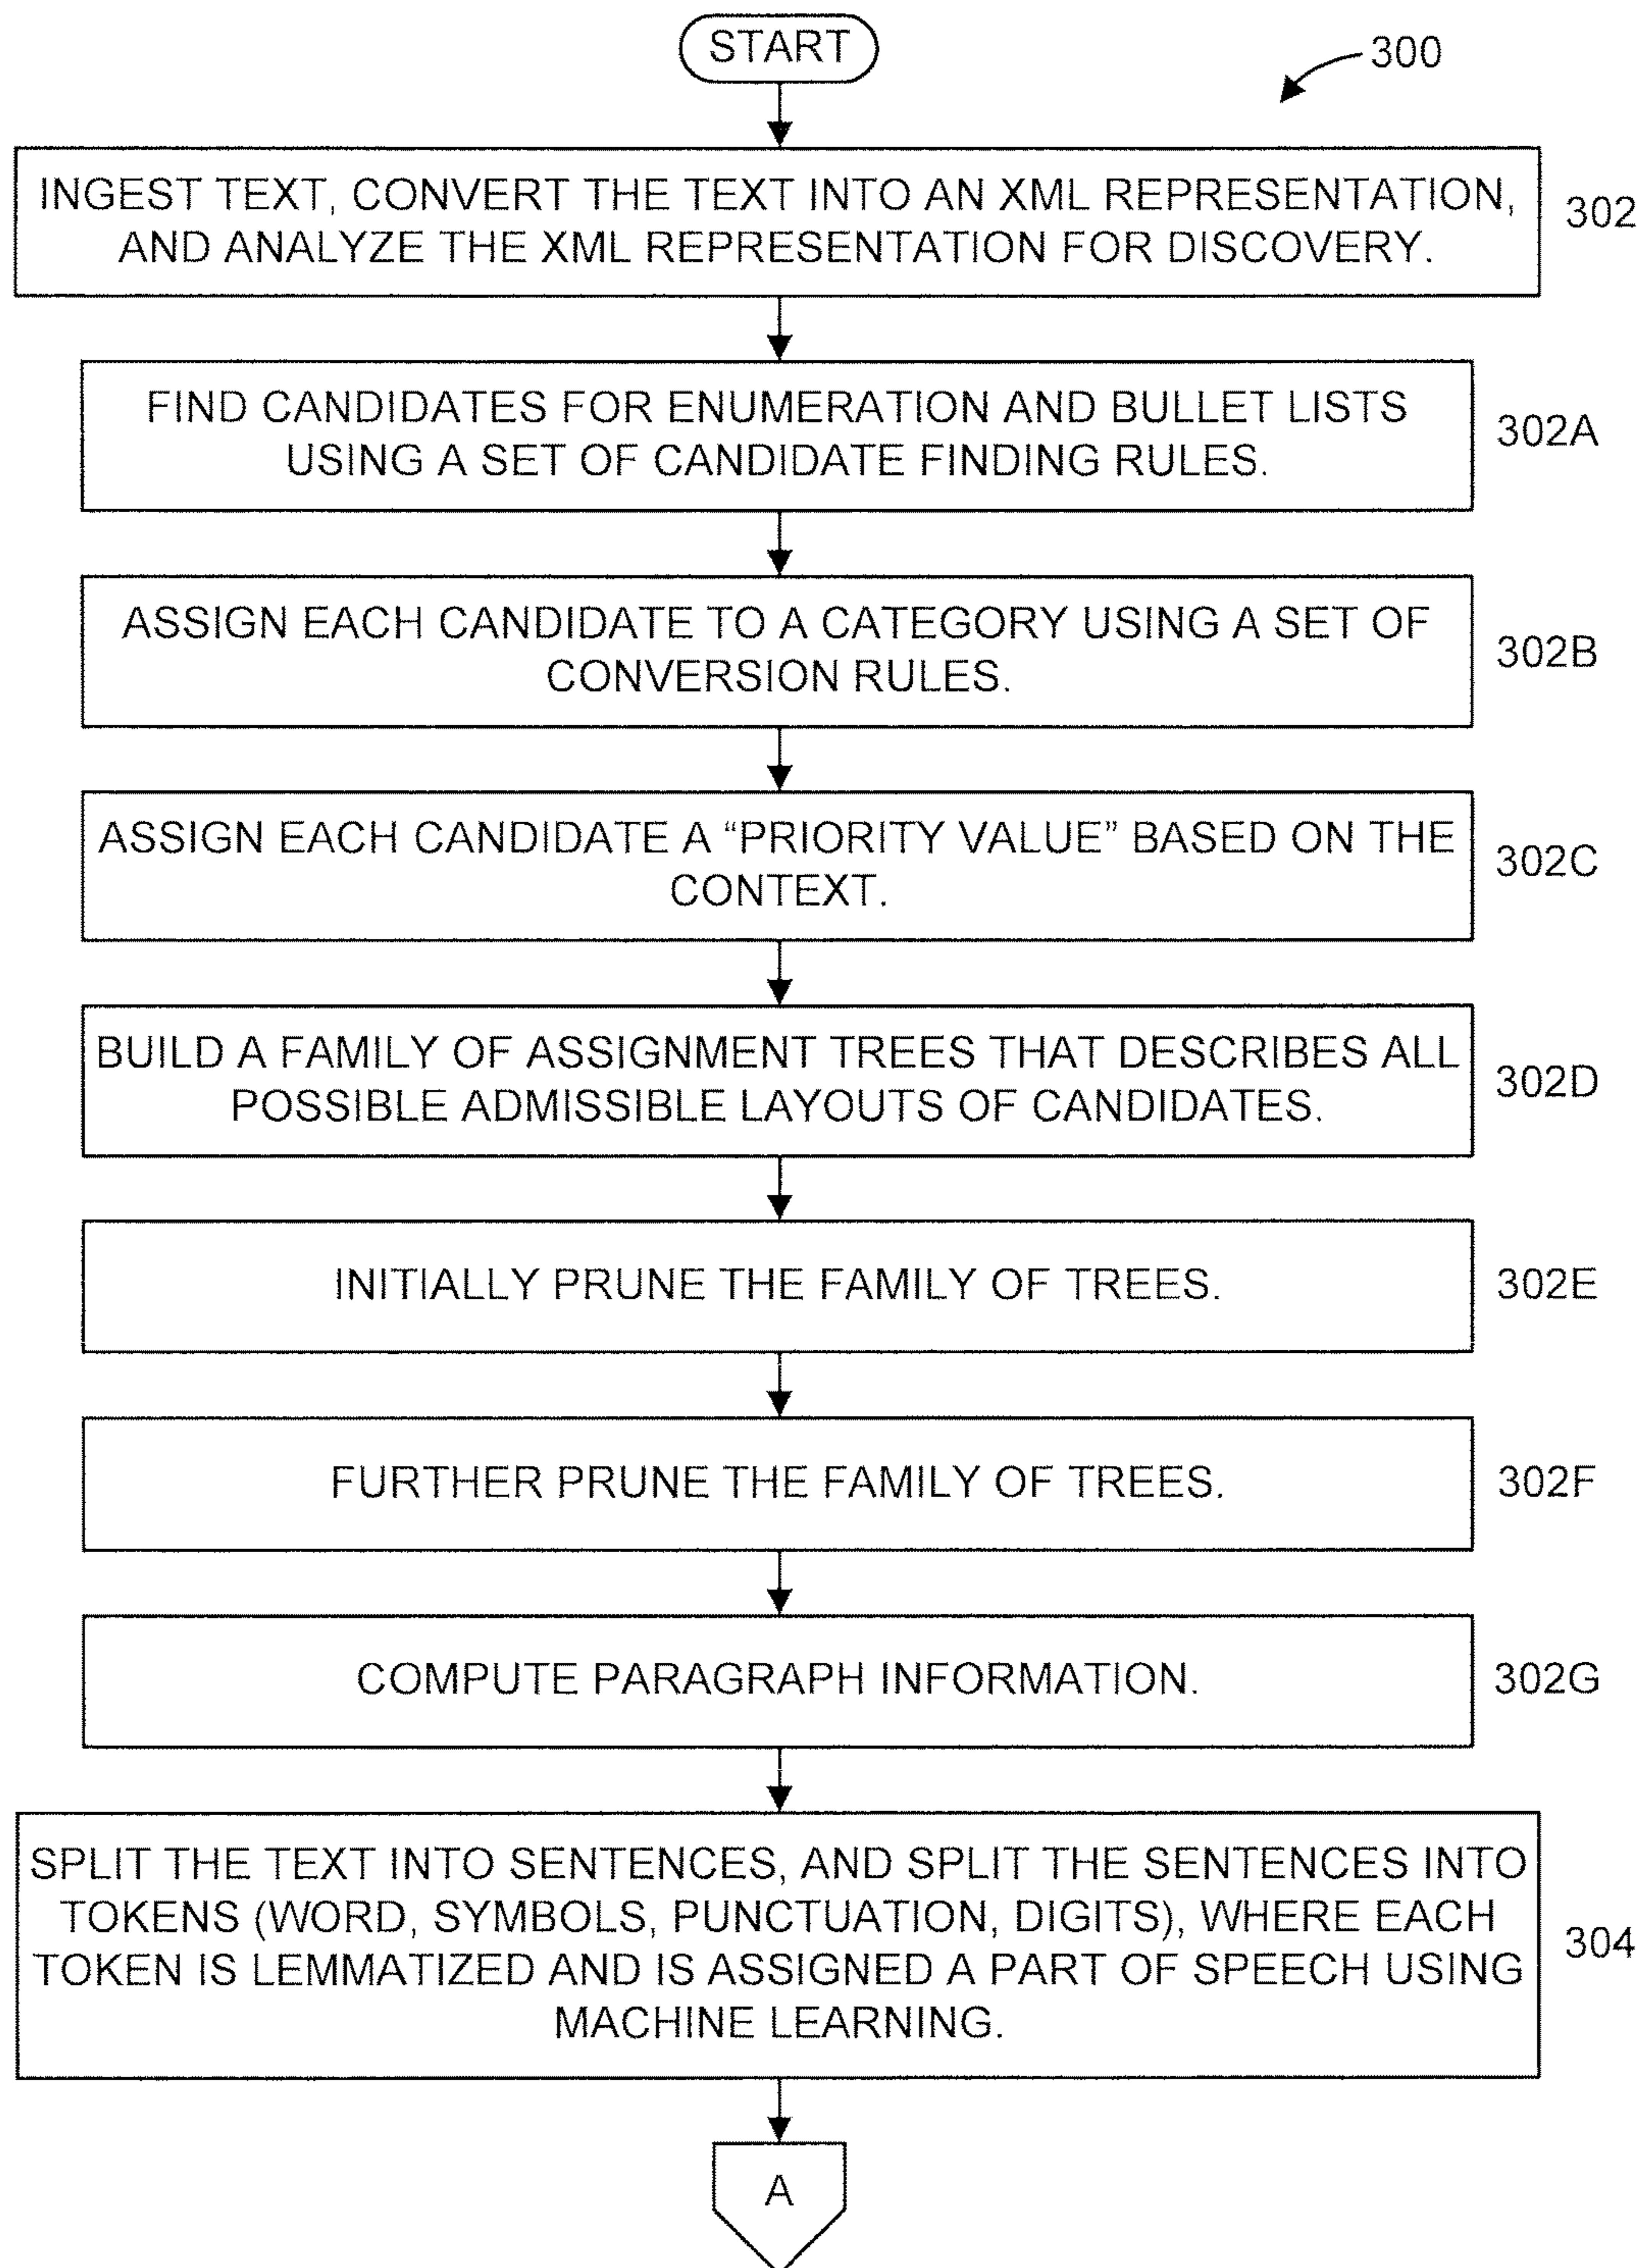 START
300
INGEST TEXT, CONVERT THE TEXT INTO AN XML REPRESENTATION,
AND ANALYZE THE XML REPRESENTATION FOR DISCOVERY.
302
FIND CANDIDATES FOR ENUMERATION AND BULLET LISTS
USING A SET OF CANDIDATE FINDING RULES.
302A
ASSIGN EACH CANDIDATE TO A CATEGORY USING A SET OF
CONVERSION RULES.
302B
ASSIGN EACH CANDIDATE A “PRIORITY VALUE” BASED ON THE
CONTEXT.
302C
BUILD A FAMILY OF ASSIGNMENT TREES THAT DESCRIBES ALL
POSSIBLE ADMISSIBLE LAYOUTS OF CANDIDATES.
302D
INITIALLY PRUNE THE FAMILY OF TREES.
302E
FURTHER PRUNE THE FAMILY OF TREES.
302F
COMPUTE PARAGRAPH INFORMATION.
302G
SPLIT THE TEXT INTO SENTENCES, AND SPLIT THE SENTENCES INTO
TOKENS (WORD, SYMBOLS, PUNCTUATION, DIGITS), WHERE EACH
TOKEN IS LEMMATIZED AND IS ASSIGNED A PART OF SPEECH USING
MACHINE LEARNING.
304
A